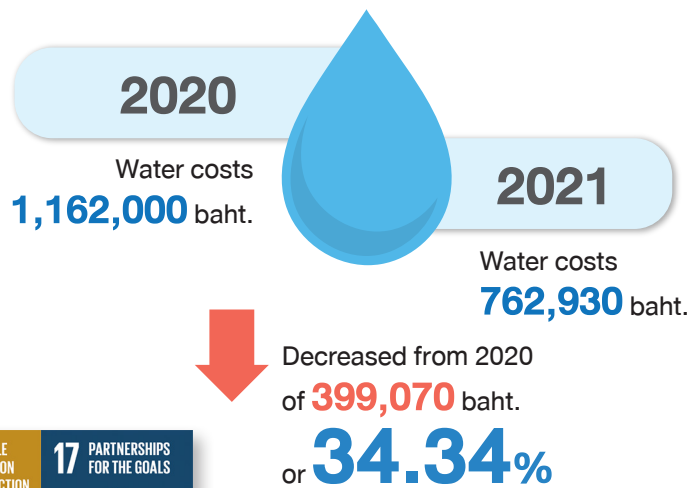 2020
Water costs
1,162,000 baht.
2021
Water costs
762,930 baht.
Decreased from 2020
of 399,070 baht.
or 34.34%
17 PARTNERSHIPS
FOR THE GOALS